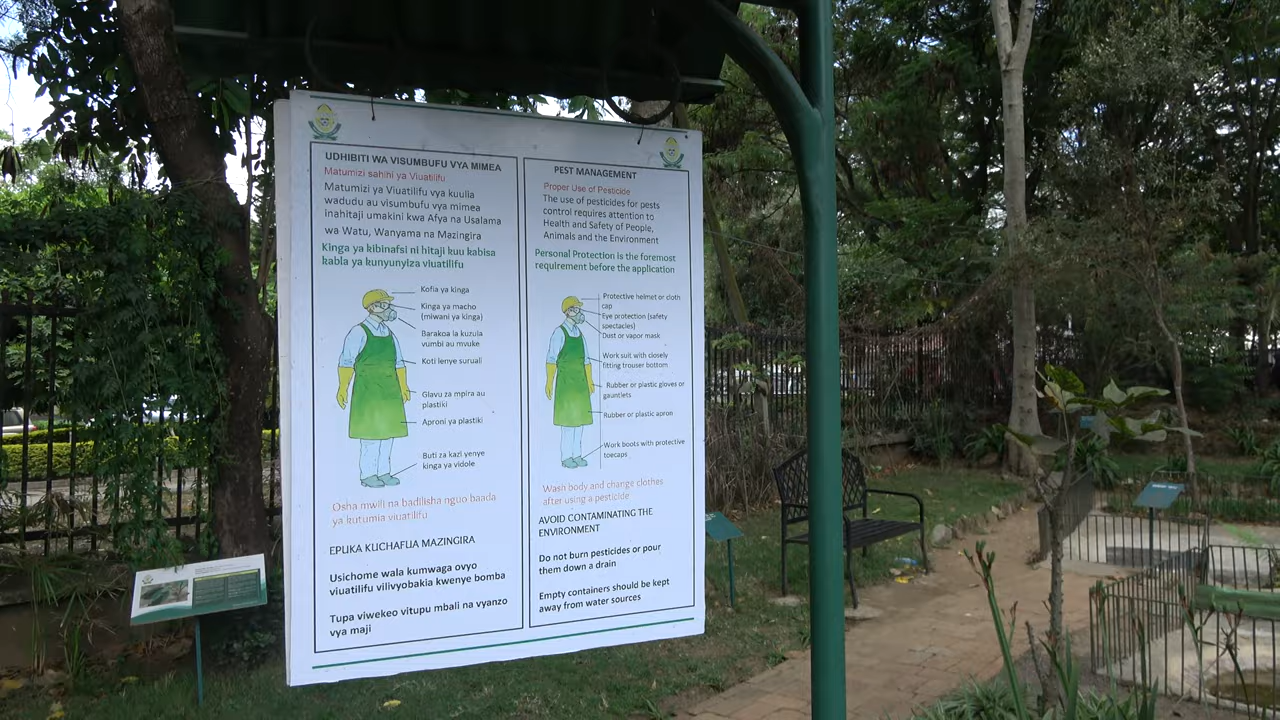 UDHIBITI WA VISUMBUFU VYA MIMEA
Matumizi sahihi ya Viuatilifu
Matumizi ya Viuatilifu vya kuulia
wadudu au visumbufu vya mimea
inahitaji umakini kwa Afya na Usalama
wa Watu, Wanyama na Mazingira
Kinga ya kibinafsi ni hitaji kuu kabisa
kabla ya kunyunyiza viuatilifu
Kofia ya kinga
Kinga ya macho
(miwani ya kinga)
Barakoa la kuzuia
vumbi au mvuke
Koti lenye suruali
Glavu za mpira au
plastiki
Aproni ya plastiki
Buti za kazi yenye
kinga ya vidole
Osha mwili na badilisha nguo baada
ya kutumia viuatilifu
EPUKA KUCHAFUA MAZINGIRA
Usichome wala kumwaga ovyo
viuatilifu vilivyobakia kwenye bomba
Tupa viwekeo vitupu mbali na vyanzo
vya maji
PEST MANAGEMENT
Proper Use of Pesticide
The use of pesticides for pests
control requires attention to
Health and Safety of People,
Animals and the Environment
Personal Protection is the foremost
requirement before the application
Protective helmet or cloth
cap
Eye protection (safety
spectacles)
Dust or vapor mask
Work suit with closely
fitting trouser bottom
Rubber or plastic gloves or
gauntlets
Rubber or plastic apron
Work boots with protective
toecaps
Wash body and change clothes
after using a pesticide
AVOID CONTAMINATING THE
ENVIRONMENT
Do not burn pesticides or pour
them down a drain
Empty containers should be kept
away from water sources